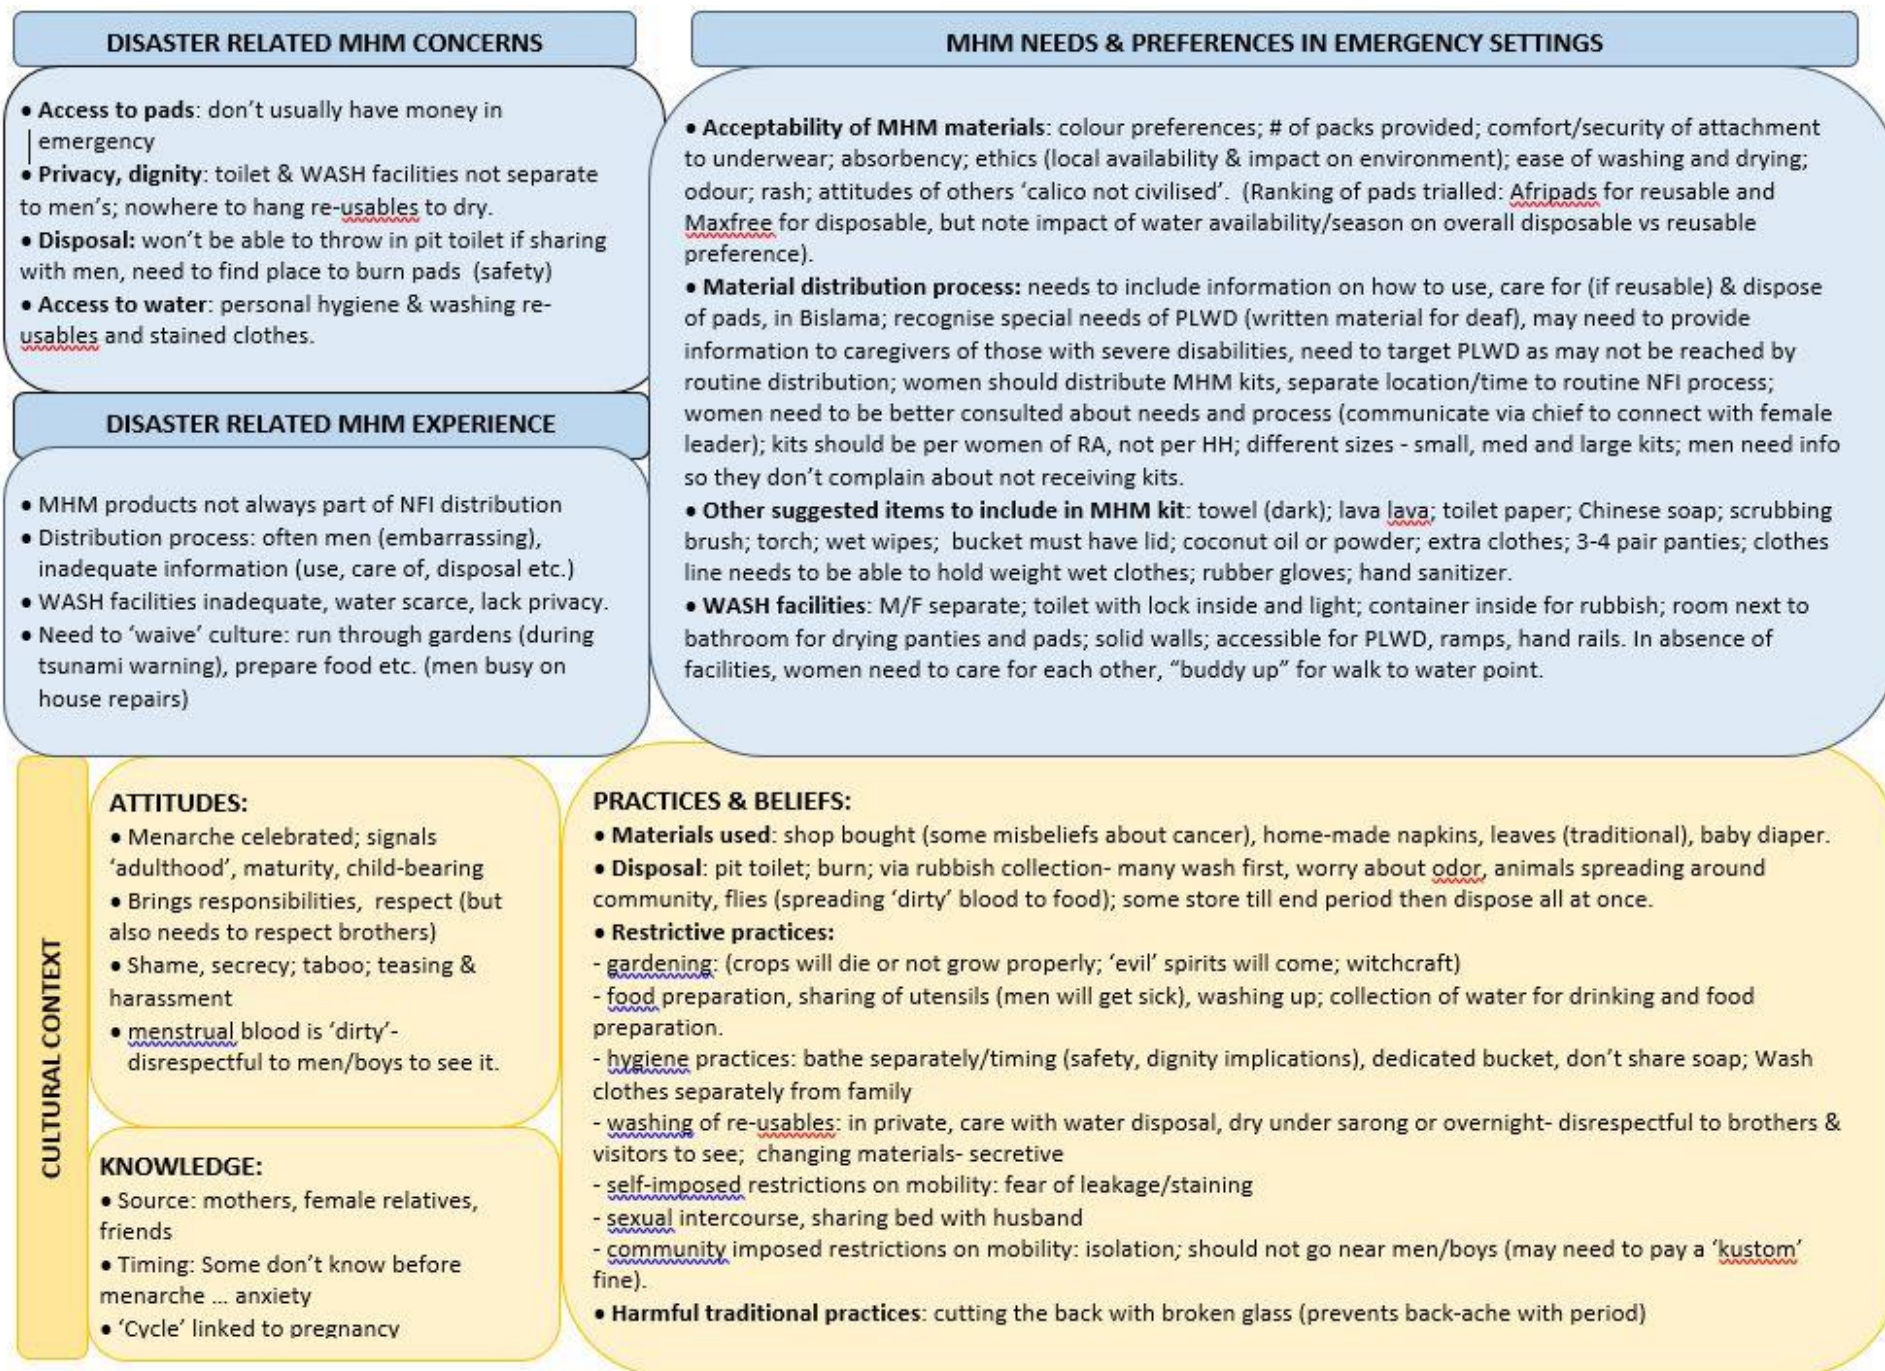 DISASTER RELATED MHM CONCERNS
• Access to pads: don't usually have money in
emergency
• Privacy, dignity: toilet & WASH facilities not separate
to men's; nowhere to hang re-usables to dry.
• Disposal: won't be able to throw in pit toilet if sharing
with men, need to find place to burn pads (safety)
• Access to water: personal hygiene & washing re-
usables and stained clothes.
DISASTER RELATED MHM EXPERIENCE
• MHM products not always part of NFI distribution
• Distribution process: often men (embarrassing),
inadequate information (use, care of, disposal etc.)
• WASH facilities inadequate, water scarce, lack privacy.
• Need to 'waive' culture: run through gardens (during
tsunami warning), prepare food etc. (men busy on
house repairs)
MHM NEEDS & PREFERENCES IN EMERGENCY SETTINGS
• Acceptability of MHM materials: colour preferences; # of packs provided; comfort/security of attachment
to underwear; absorbency; ethics (local availability & impact on environment); ease of washing and drying;
odour; rash; attitudes of others 'calico not civilised'. (Ranking of pads trialled: Afripads for reusable and
Maxfree for disposable, but note impact of water availability/season on overall disposable vs reusable
preference).
• Material distribution process: needs to include information on how to use, care for (if reusable) & dispose
of pads, in Bislama; recognise special needs of PLWD (written material for deaf), may need to provide
information to caregivers of those with severe disabilities, need to target PLWD as may not be reached by
routine distribution; women should distribute MHM kits, separate location/time to routine NFI process;
women need to be better consulted about needs and process (communicate via chief to connect with female
leader); kits should be per women of RA, not per HH; different sizes - small, med and large kits; men need info
so they don't complain about not receiving kits.
• Other suggested items to include in MHM kit: towel (dark); lava lava; toilet paper; Chinese soap; scrubbing
brush; torch; wet wipes; bucket must have lid; coconut oil or powder; extra clothes; 3-4 pair panties; clothes
line needs to be able to hold weight wet clothes; rubber gloves; hand sanitizer.
• WASH facilities: M/F separate; toilet with lock inside and light; container inside for rubbish; room next to
bathroom for drying panties and pads; solid walls; accessible for PLWD, ramps, hand rails. In absence of
facilities, women need to care for each other, "buddy up" for walk to water point.
CULTURAL CONTEXT
ATTITUDES:
• Menarche celebrated; signals
'adulthood', maturity, child-bearing
• Brings responsibilities, respect (but
also needs to respect brothers)
• Shame, secrecy; taboo; teasing &
harassment
• menstrual blood is 'dirty'-
disrespectful to men/boys to see it.
KNOWLEDGE:
• Source: mothers, female relatives,
friends
• Timing: Some don't know before
menarche ... anxiety
• 'Cycle' linked to pregnancy
PRACTICES & BELIEFS:
• Materials used: shop bought (some misbeliefs about cancer), home-made napkins, leaves (traditional), baby diaper.
• Disposal: pit toilet; burn; via rubbish collection- many wash first, worry about odor, animals spreading around
community, flies (spreading 'dirty' blood to food); some store till end period then dispose all at once.
• Restrictive practices:
- gardening: (crops will die or not grow properly; 'evil' spirits will come; witchcraft)
- food preparation, sharing of utensils (men will get sick), washing up; collection of water for drinking and food
preparation.
- hygiene practices: bathe separately/timing (safety, dignity implications), dedicated bucket, don't share soap; Wash
clothes separately from family
- washing of re-usables: in private, care with water disposal, dry under sarong or overnight- disrespectful to brothers &
visitors to see; changing materials- secretive
- self-imposed restrictions on mobility: fear of leakage/staining
- sexual intercourse, sharing bed with husband
- community imposed restrictions on mobility: isolation; should not go near men/boys (may need to pay a 'kustom'
fine).
• Harmful traditional practices: cutting the back with broken glass (prevents back-ache with period)